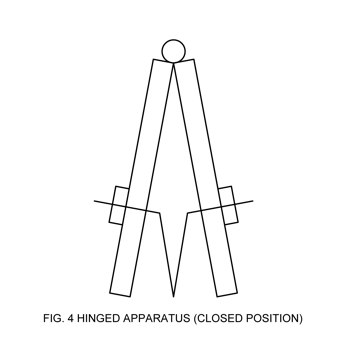 FIG. 4 HINGED APPARATUS (CLOSED POSITION)